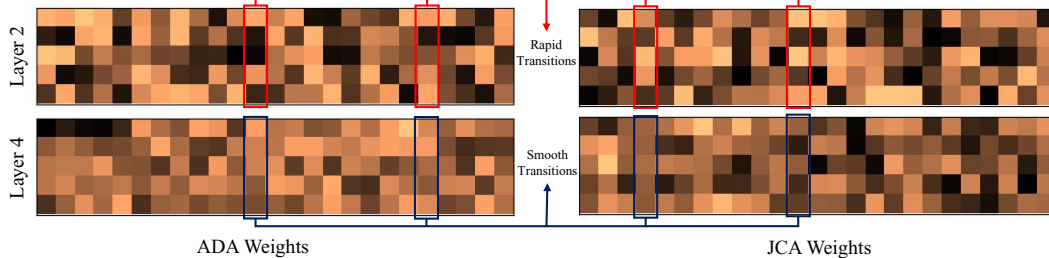 Layer 2
Rapid
Transitions
Layer 4
Smooth
Transitions
ADA Weights
JCA Weights